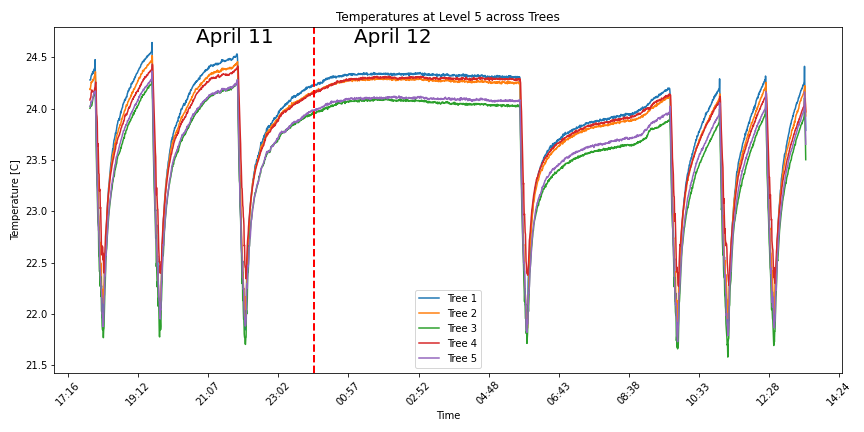 Temperatures at Level 5 across Trees
April 11
April 12
Temperature [C]
24.5
24.0
23.5
23.0
22.5
22.0
21.5
Tree 1
Tree 2
Tree 3
Tree 4
Tree 5
17:16
19:12
21:07
23:02
00:57
02:52
04:48
06:43
08:38
10:33
12:28
14:24
Time